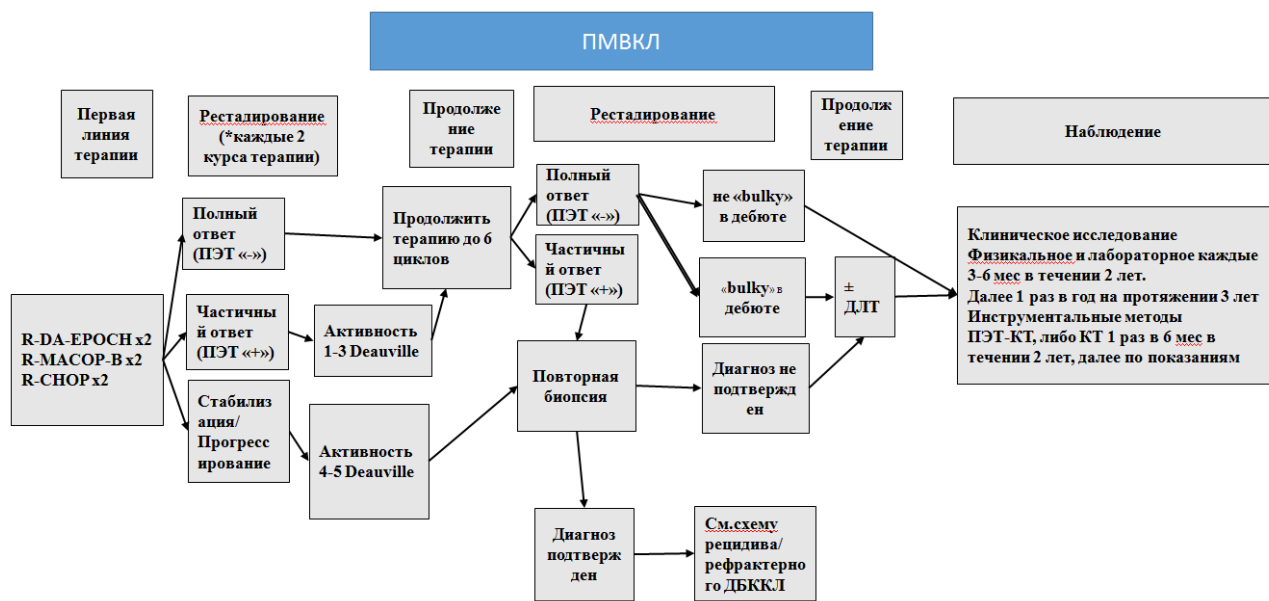 ПМВКЛ
Первая
линия
терапии
Рестадирование
(*каждые 2
курса терапии)
Продолже
ние
терапии
Рестадирование
Продолж
ение
терапии
Наблюдение
R-DA-EPOCH x2
R-MACOP-B x2
R-CHOP x2
Полный
ответ
(ПЭТ «-»)
Частичны
й ответ
(ПЭТ «+»)
Стабилиз
ация/
Прогресс
ирование
Активность
1-3 Deauville
Активность
4-5 Deauville
Продолжить
терапию до 6
циклов
Полный
ответ
(ПЭТ «-»)
Частичный
ответ
(ПЭТ «+»)
Повторная
биопсия
Диагноз
подтверж
ден
не «bulky»
в дебюте
«bulky» в
дебюте
Диагноз не
подтвержд
ен
См.схему
рецидива/
рефрактерно
го ДБККЛ
±
ДЛТ
Клиническое исследование
Физикальное и лабораторное каждые
3-6 мес в течении 2 лет.
Далее 1 раз в год на протяжении 3 лет
Инструментальные методы
ПЭТ-КТ, либо КТ 1 раз в 6 мес в
течении 2 лет, далее по показаниям